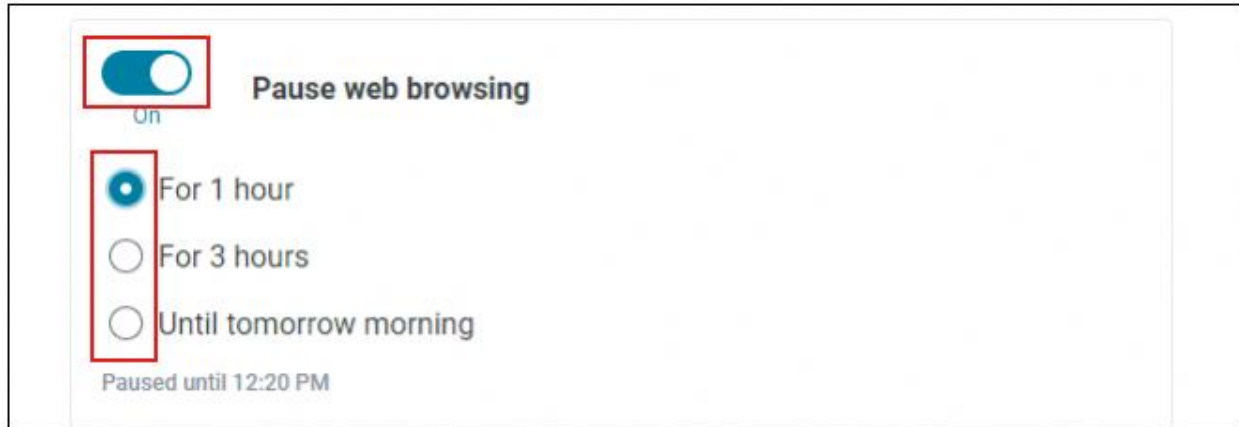 Pause web browsing
On
For 1 hour
For 3 hours
Until tomorrow morning
Paused until 12:20 PM